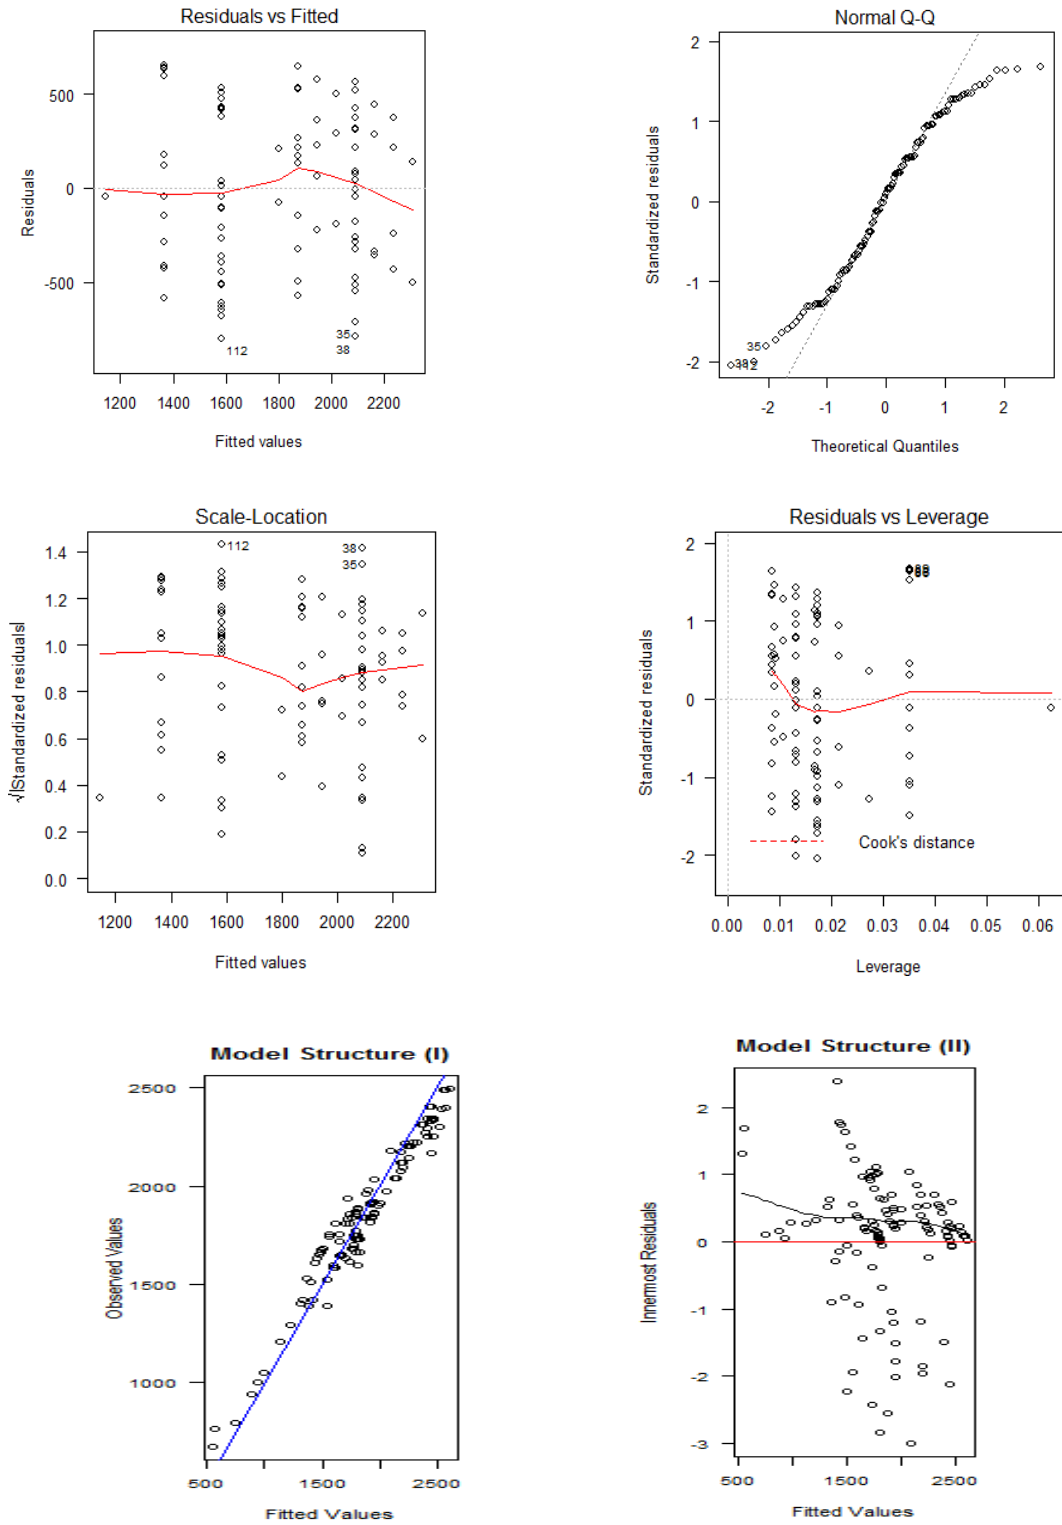 Residuals vs Fitted
Residuals
500
0
-500
112
35
38
1200 1400 1600 1800 2000 2200
Fitted values
Normal Q-Q
Standardized residuals
2
1
0
-1
-2
35
38
112
-2 -1 0 1 2
Theoretical Quantiles
Scale-Location
√|Standardized residuals|
1.4
1.2
1.0
0.8
0.6
0.4
0.2
0.0
112
38
35
1200 1400 1600 1800 2000 2200
Fitted values
Residuals vs Leverage
Standardized residuals
2
1
0
-1
-2
Cook's distance
0.00 0.01 0.02 0.03 0.04 0.05 0.06
Leverage
Model Structure (I)
Observed Values
2500
2000
1500
1000
500 1500 2500
Fitted Values
Model Structure (II)
Innermost Residuals
2
1
0
-1
-2
-3
500 1500 2500
Fitted Values